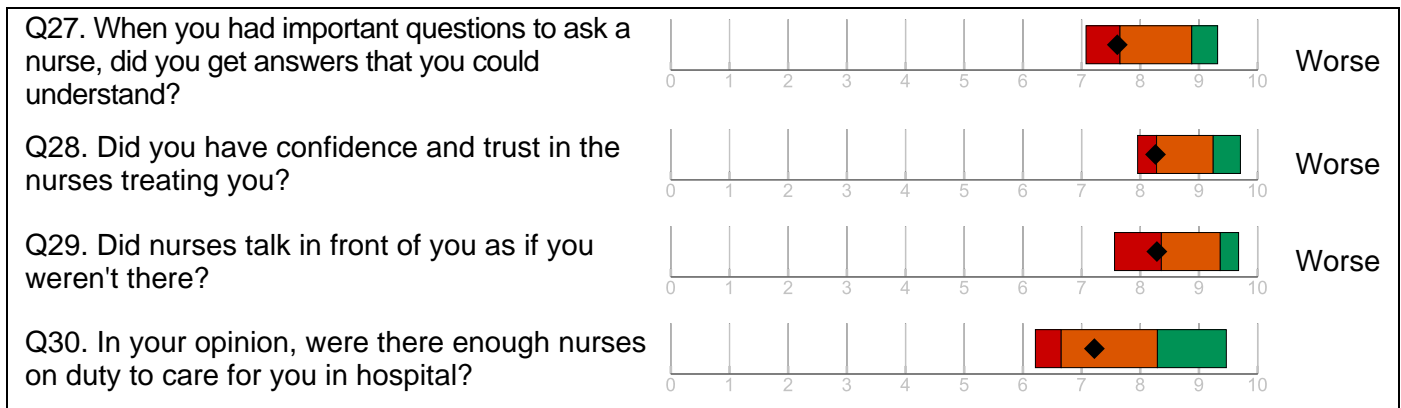 Q27. When you had important questions to ask a
nurse, did you get answers that you could
understand?
0 1 2 3 4 5 6 7 8 9 10
Worse
Q28. Did you have confidence and trust in the
nurses treating you?
0 1 2 3 4 5 6 7 8 9 10
Worse
Q29. Did nurses talk in front of you as if you
weren't there?
0 1 2 3 4 5 6 7 8 9 10
Worse
Q30. In your opinion, were there enough nurses
on duty to care for you in hospital?
0 1 2 3 4 5 6 7 8 9 10